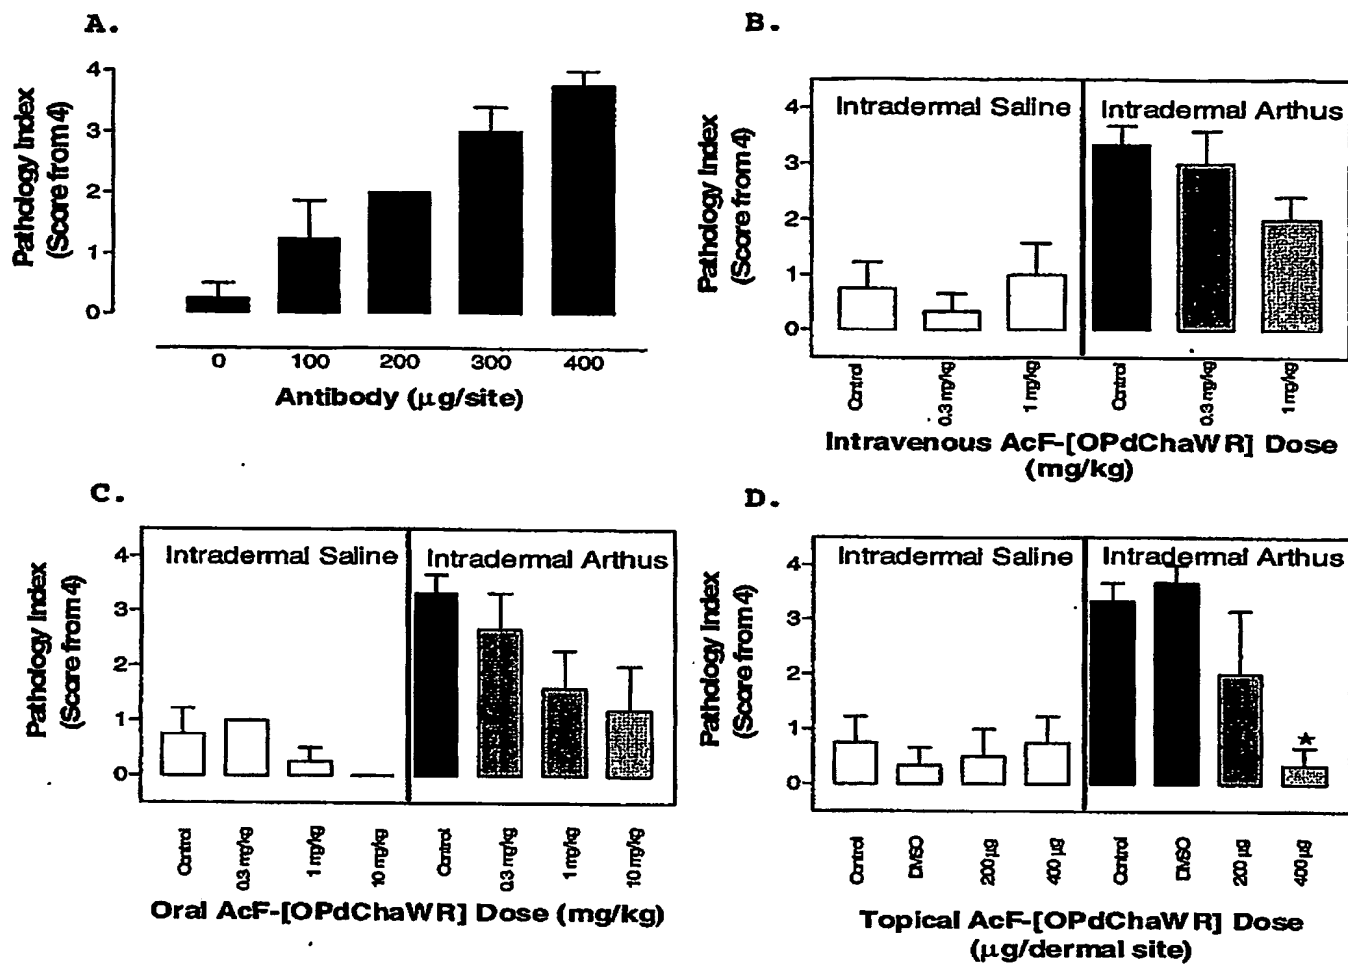 A.
Pathology Index
(Score from 4)
4
3
2
1
0
0 100 200 300 400
Antibody (μg/site)
B.
Pathology Index
(Score from 4)
4
3
2
1
0
Intradermal Saline
Intradermal Arthus
Control
0.3 mg/kg
1 mg/kg
Control
0.3 mg/kg
1 mg/kg
Intravenous AcF-[OPdChaWR] Dose
(mg/kg)
C.
Pathology Index
(Score from 4)
4
3
2
1
0
Intradermal Saline
Intradermal Arthus
Control
0.3 mg/kg
1 mg/kg
10 mg/kg
Control
0.3 mg/kg
1 mg/kg
10 mg/kg
Oral AcF-[OPdChaWR] Dose (mg/kg)
D.
Pathology Index
(Score from 4)
4
3
2
1
0
Intradermal Saline
Intradermal Arthus
★
Control
DMSO
200 μg
400 μg
Control
DMSO
200 μg
400 μg
Topical AcF-[OPdChaWR] Dose
(μg/dermal site)